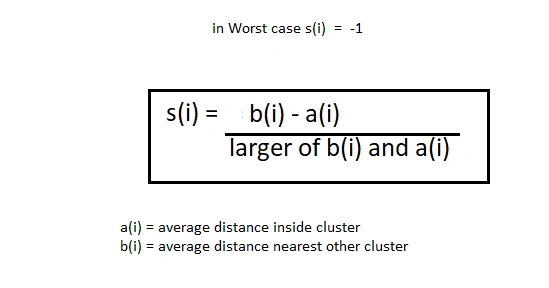 in Worst case s(i) = -1
s(i) = b(i) - a(i)
larger of b(i) and a(i)
a(i) = average distance inside cluster
b(i) = average distance nearest other cluster